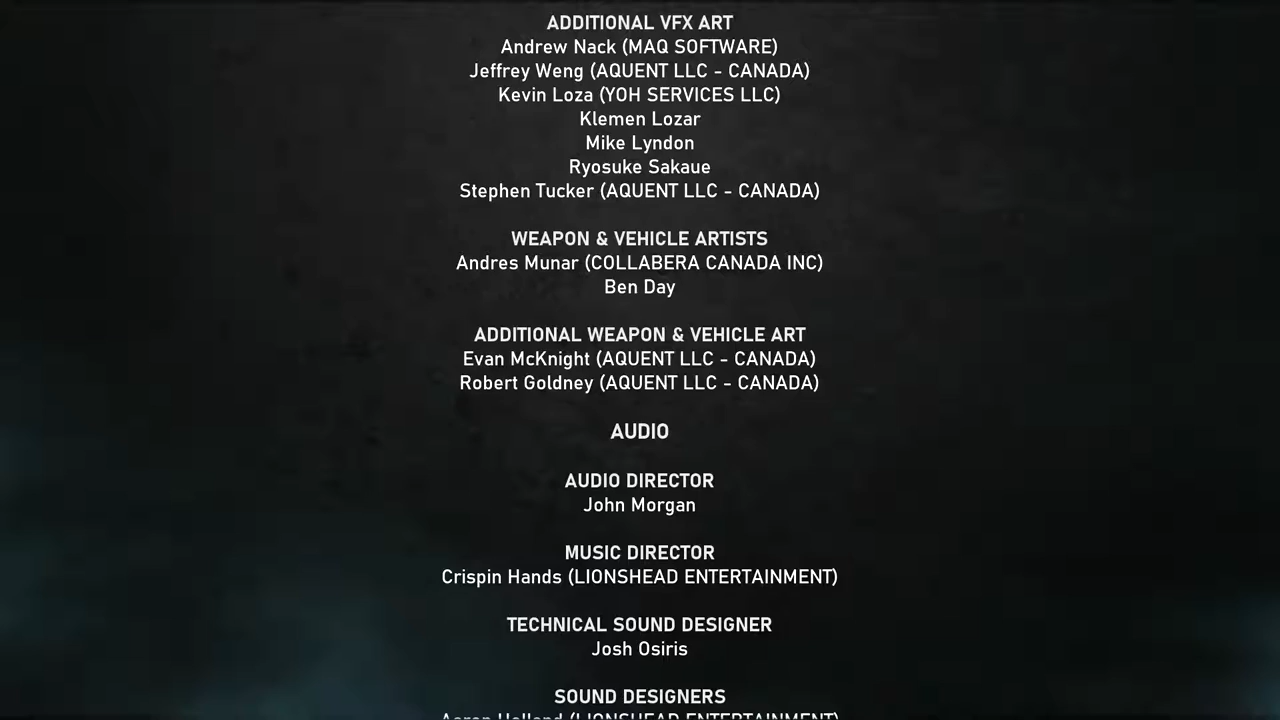 ADDITIONAL VFX ART
Andrew Nack (MAQ SOFTWARE)
Jeffrey Weng (AQUENT LLC - CANADA)
Kevin Loza (YOH SERVICES LLC)
Klemen Lozar
Mike Lyndon
Ryosuke Sakaue
Stephen Tucker (AQUENT LLC - CANADA)
WEAPON & VEHICLE ARTISTS
Andres Munar (COLLABERA CANADA INC)
Ben Day
ADDITIONAL WEAPON & VEHICLE ART
Evan McKnight (AQUENT LLC - CANADA)
Robert Goldney (AQUENT LLC - CANADA)
AUDIO
AUDIO DIRECTOR
John Morgan
MUSIC DIRECTOR
Crispin Hands (LIONSHEAD ENTERTAINMENT)
TECHNICAL SOUND DESIGNER
Josh Osiris
SOUND DESIGNERS
(LIONSHEAD ENTERTAINMENT)